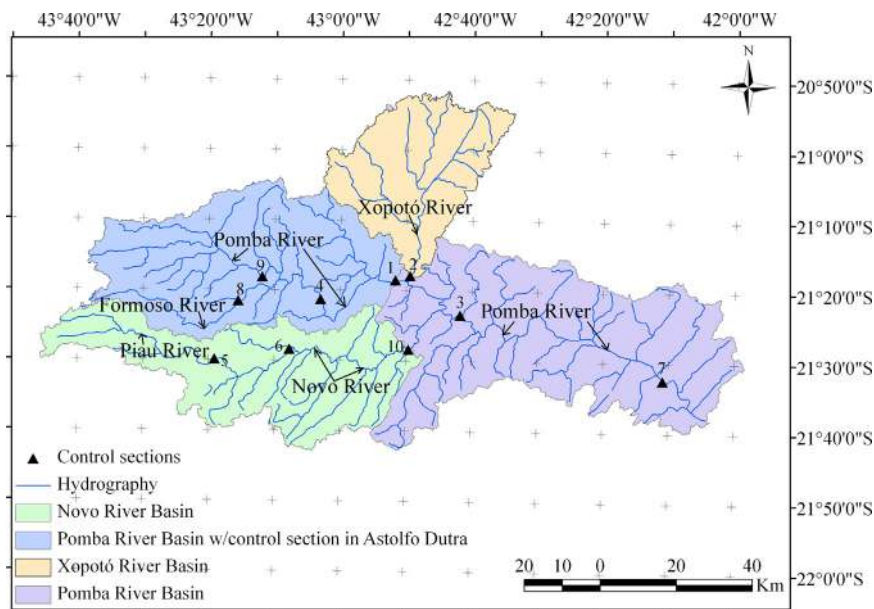 43°40'0"W 43°20'0"W 43°00'0"W 42°40'0"W 42°20'0"W 42°00'0"W
N
20°50'0"S
21°00'0"S
Xopotó River
21°10'0"S
Pomba River
9
1
2
8
4
21°20'0"S
Formoso River
3
Pomba River
Piau River
5
6
10
21°30'0"S
7
Novo River
21°40'0"S
Control sections
Hydrography
Novo River Basin
21°50'0"S
Pomba River Basin w/control section in Astolfo Dutra
Xopotó River Basin
20 10 0 20 40
Km
22°00'0"S
Pomba River Basin